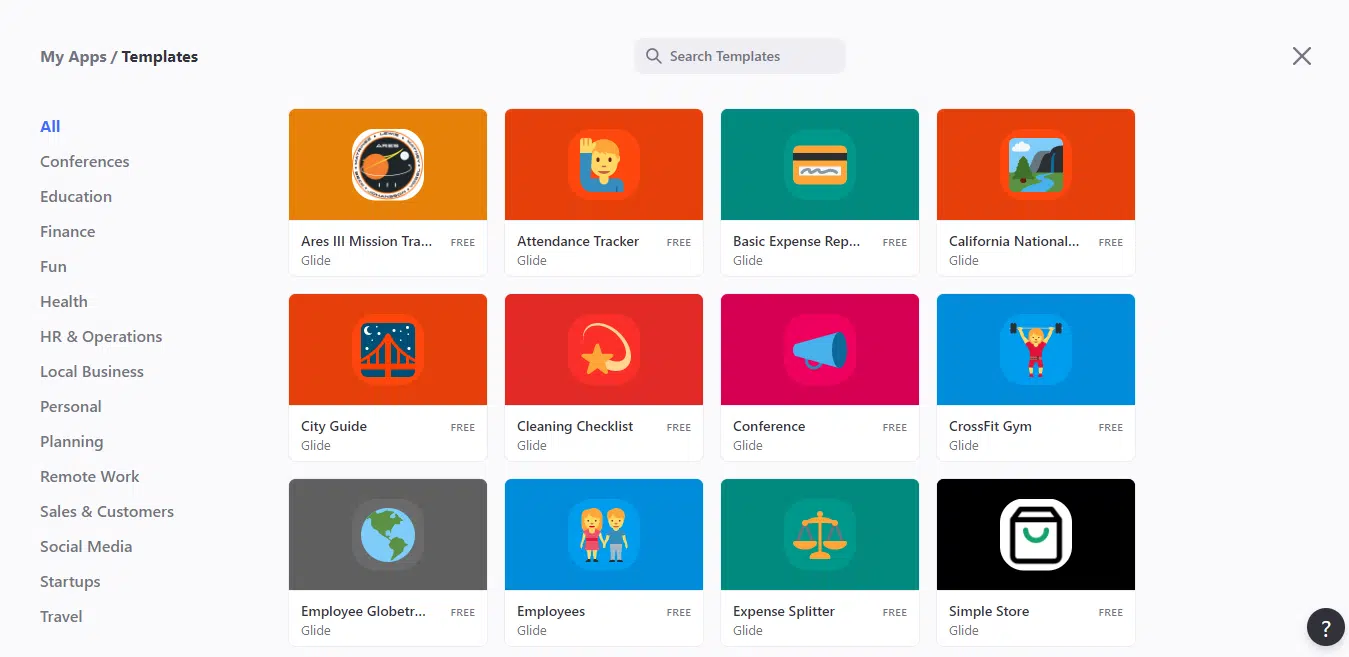 My Apps / Templates
Search Templates
All
Conferences
Education
Finance
Fun
Health
HR & Operations
Local Business
Personal
Planning
Remote Work
Sales & Customers
Social Media
Startups
Travel
ARES
Ares III Mission Tra... FREE
Glide
Attendance Tracker FREE
Glide
Basic Expense Rep... FREE
Glide
California National... FREE
Glide
City Guide FREE
Glide
Cleaning Checklist FREE
Glide
Conference FREE
Glide
CrossFit Gym FREE
Glide
Employee Globetr... FREE
Glide
Employees FREE
Glide
Expense Splitter FREE
Glide
Simple Store FREE
Glide
?